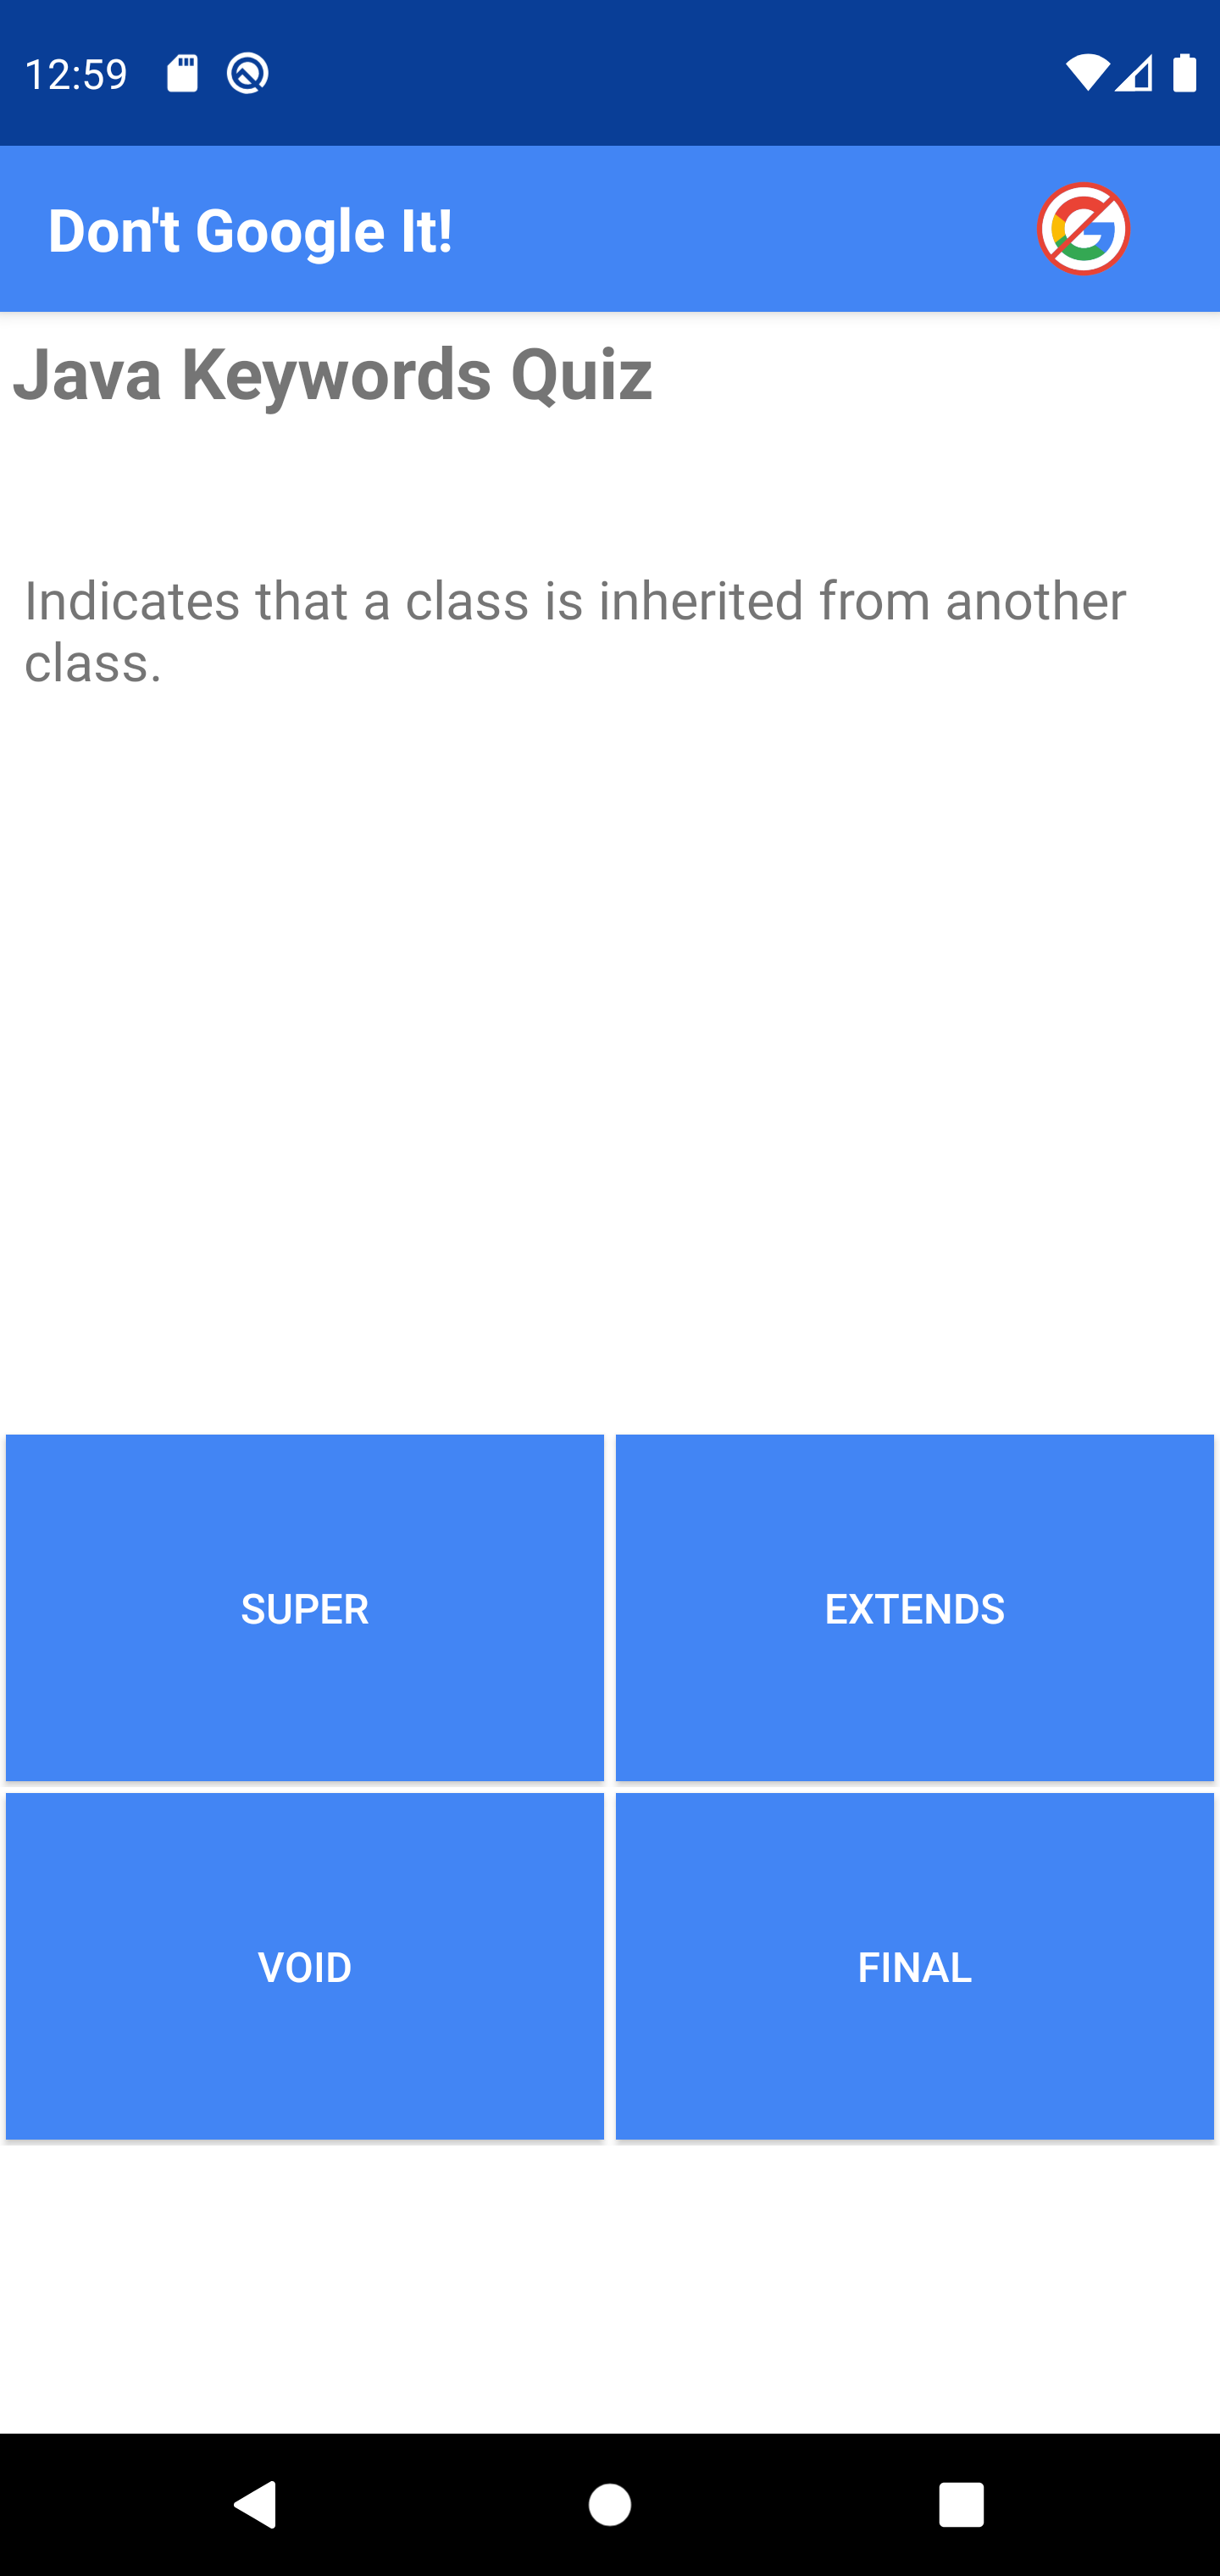 12:59
Don't Google It!
Java Keywords Quiz
Indicates that a class is inherited from another
class.
SUPER
EXTENDS
VOID
FINAL